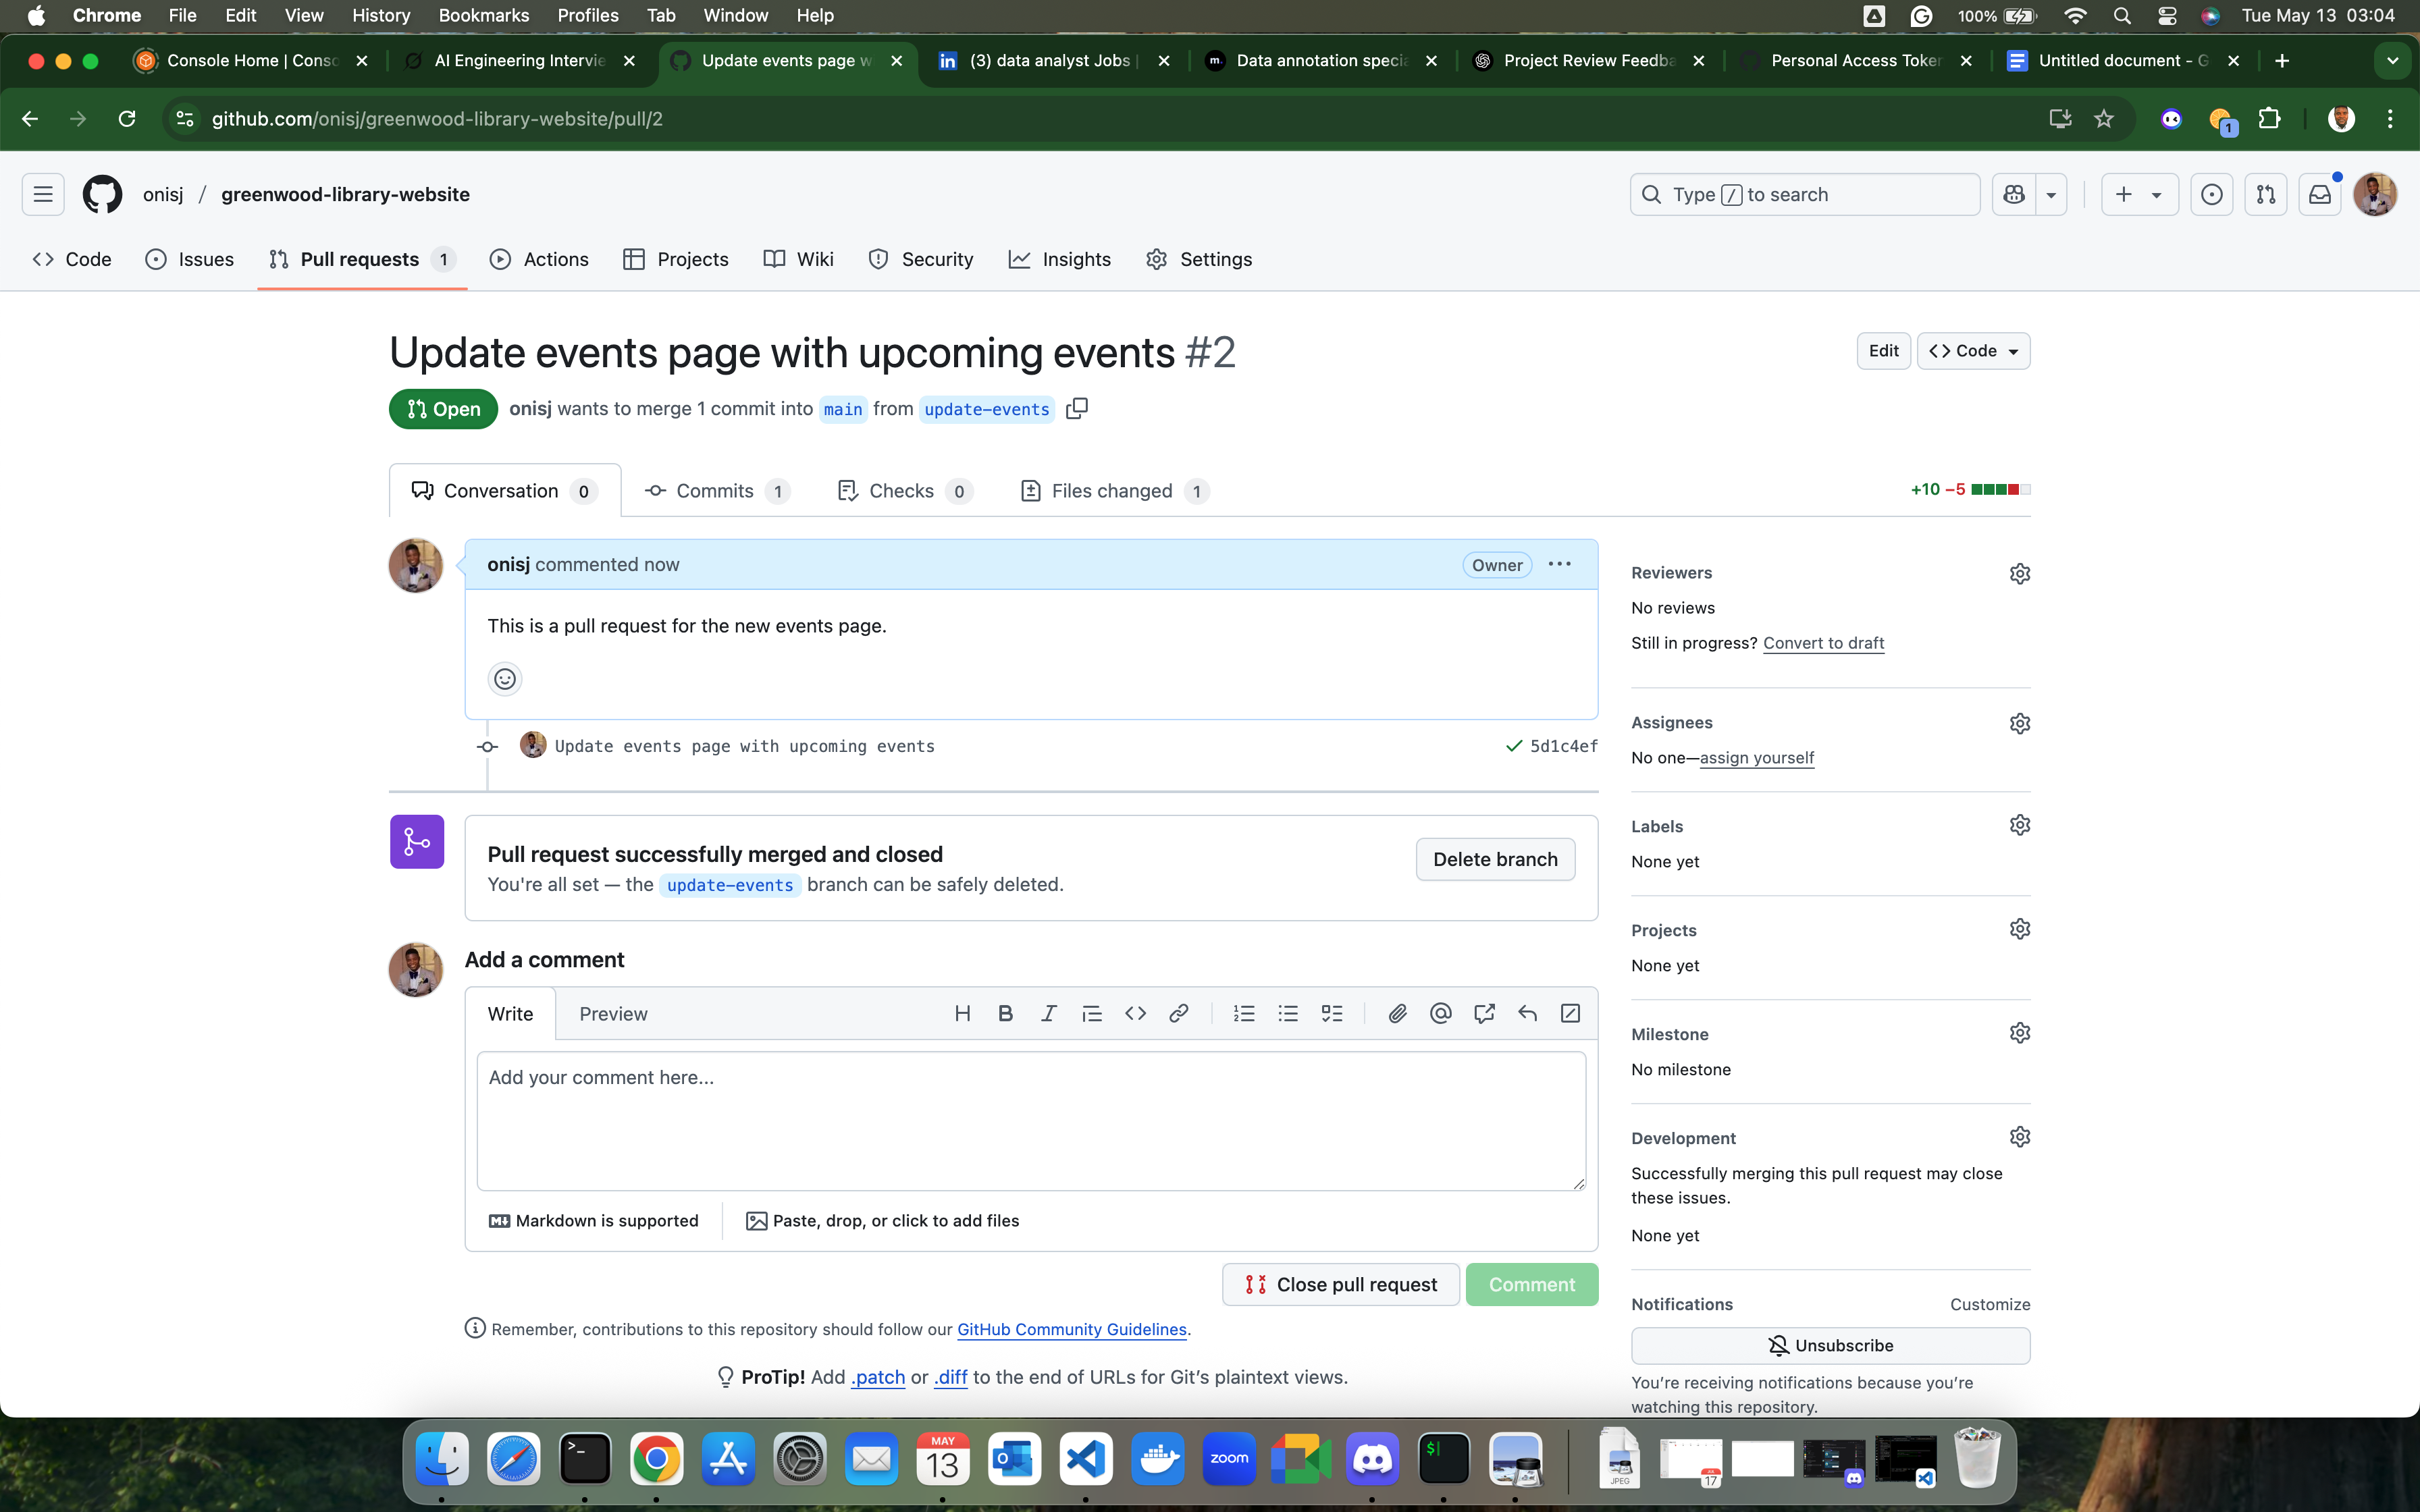 Chrome File Edit View History Bookmarks Profiles Tab Window Help 100% Tue May 13 03:04
Console Home | Consc AI Engineering Intervie Update events page w (3) data analyst Jobs | m. Data annotation specia Project Review Feedba Personal Access Toker Untitled document - G
github.com/onisj/greenwood-library-website/pull/2 1
onisj / greenwood-library-website Type / to search
Code Issues Pull requests 1 Actions Projects Wiki Security Insights Settings
Update events page with upcoming events #2 Edit Code
Open onisj wants to merge 1 commit into main from update-events
Conversation 0 Commits 1 Checks 0 Files changed 1 +10 −5
onisj commented now Owner
This is a pull request for the new events page.
Update events page with upcoming events 5d1c4ef
Pull request successfully merged and closed
You're all set — the update-events branch can be safely deleted.
Delete branch
Add a comment
Write Preview
Add your comment here...
Markdown is supported Paste, drop, or click to add files
Close pull request Comment
Remember, contributions to this repository should follow our GitHub Community Guidelines.
ProTip! Add .patch or .diff to the end of URLs for Git's plaintext views.
Reviewers
No reviews
Still in progress? Convert to draft
Assignees
No one—assign yourself
Labels
None yet
Projects
None yet
Milestone
No milestone
Development
Successfully merging this pull request may close
these issues.
None yet
Notifications Customize
Unsubscribe
You're receiving notifications because you're
watching this repository.
MAY
13
zoom
JPEG
17